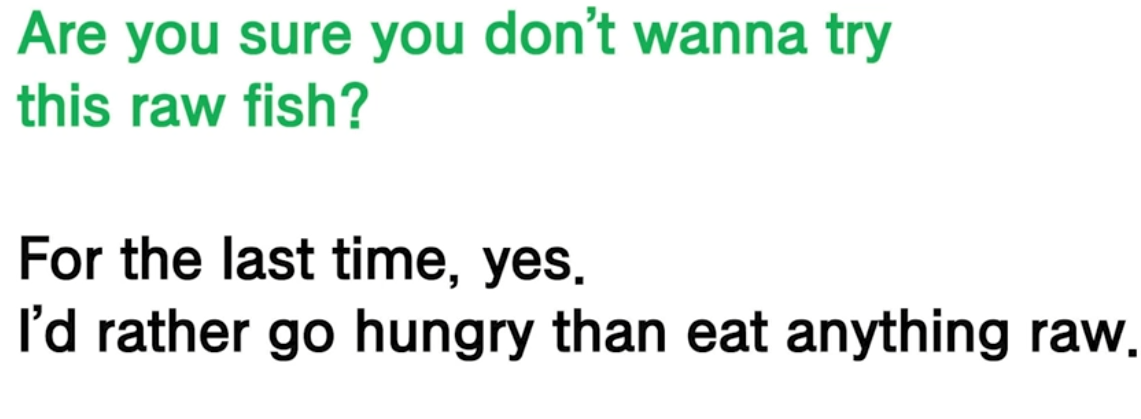 Are you sure you don't wanna try
this raw fish?
For the last time, yes.
I'd rather go hungry than eat anything raw.